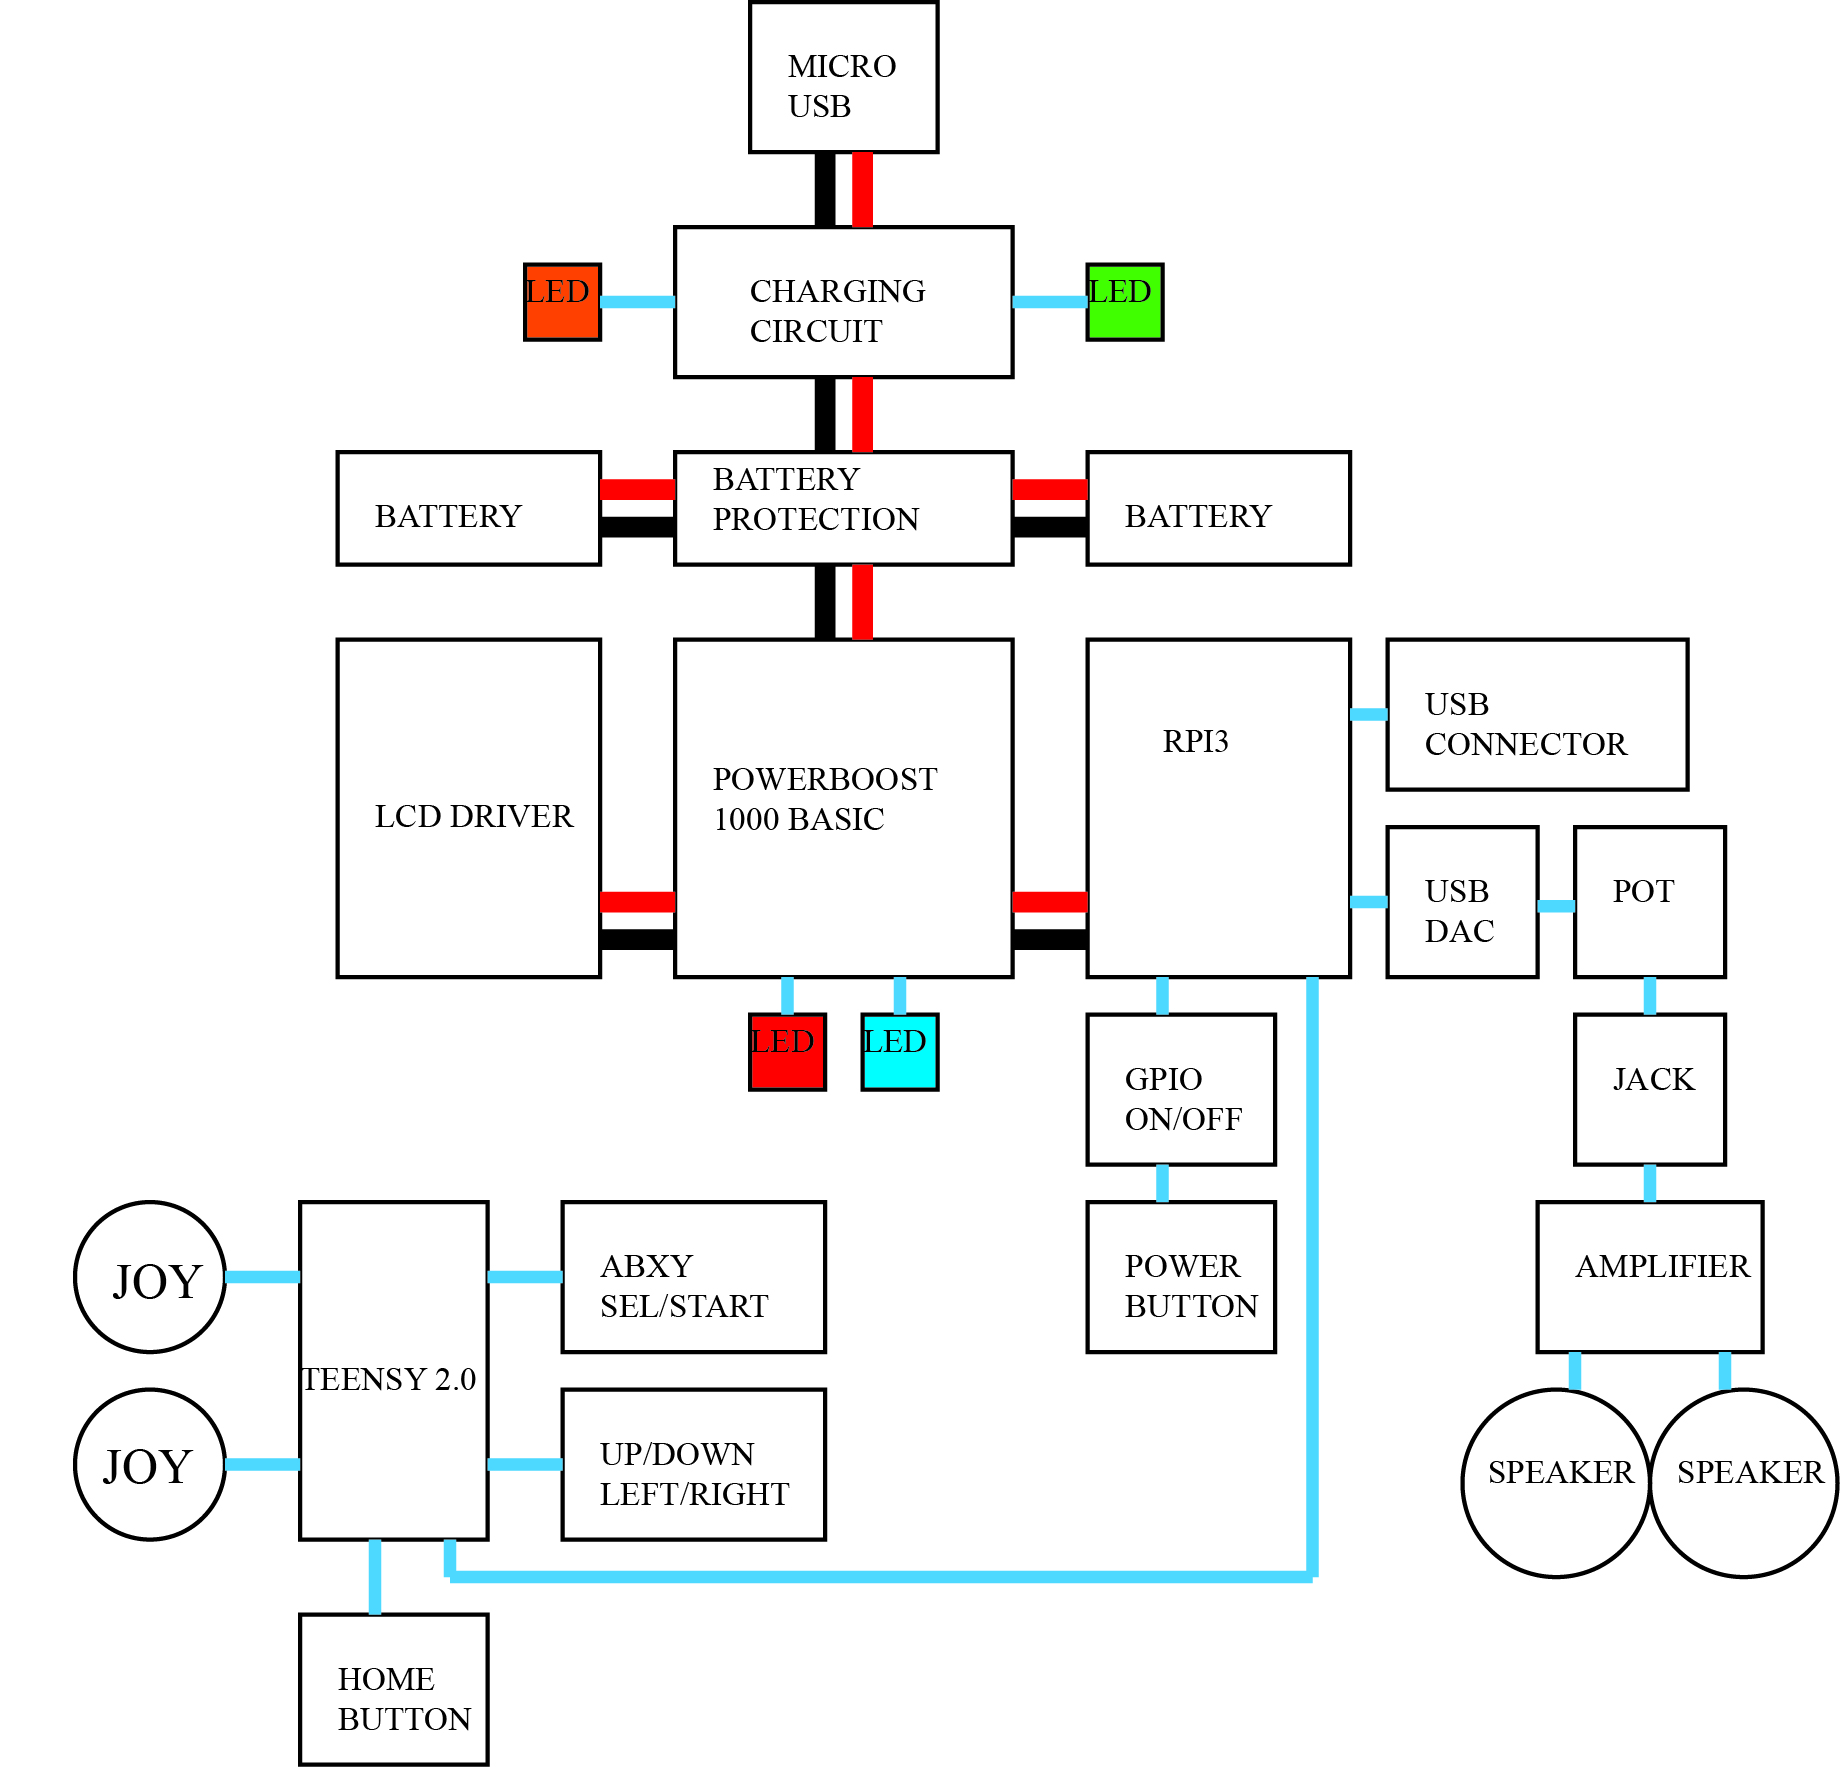 MICRO
USB
LED
CHARGING
CIRCUIT
LED
BATTERY
BATTERY
PROTECTION
BATTERY
LCD DRIVER
POWERBOOST
1000 BASIC
RPI3
USB
CONNECTOR
USB
DAC
POT
LED
LED
GPIO
ON/OFF
JACK
JOY
TEENSY 2.0
ABXY
SEL/START
POWER
BUTTON
AMPLIFIER
JOY
UP/DOWN
LEFT/RIGHT
SPEAKER
SPEAKER
HOME
BUTTON